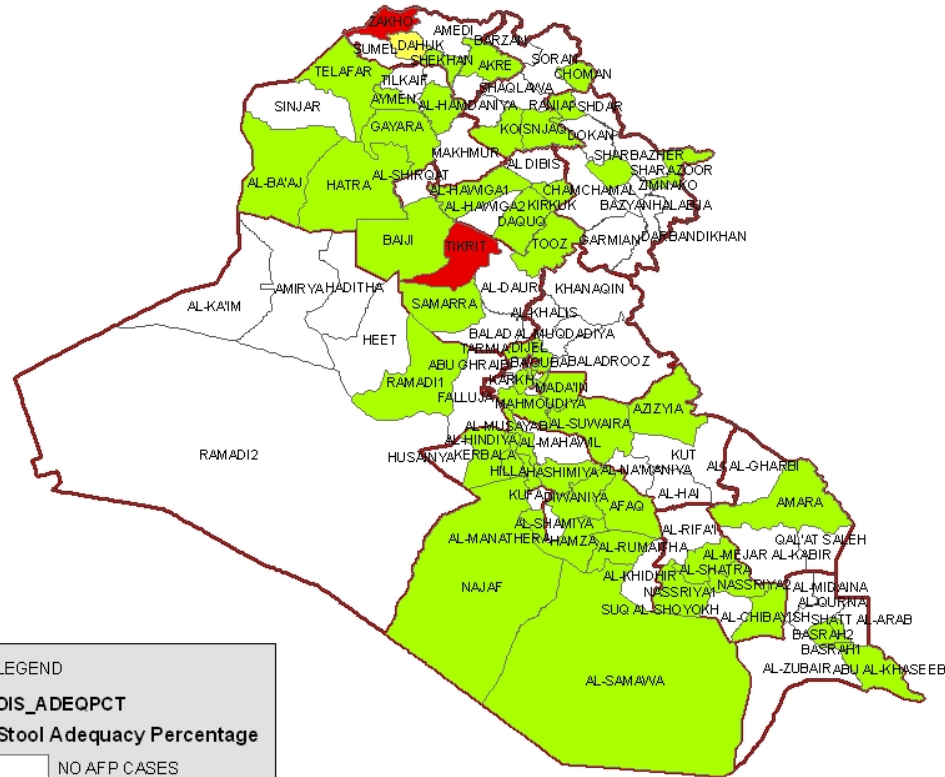 ZAKHO
AMEDI
DAHUK
SUMEL
BARZAN
SHEKHAN
AKRE
SORAN
TELAFAR
CHOMAN
TILKAIF
SHAQLAWA
SINJAR
AYMEN
AL-HAMDANIYA
RANIA
PSHDAR
GAYARA
KOISNJAQ
DOKAN
MAKHMUR
ALDIBIS
SHARBAZHER
SHARAZOOR
AL-SHIRQAT
AL-BA'AJ
HATRA
AL-HAWIGA1
CHAMCHAMAL
ZIMNAKO
AL-HAWIGA2
KIRKUK
BAZYAN
HALABJA
DAQUQ
BAIJI
TIKRIT
TOOZ
GARMIAN
DARBANDIKHAN
AMIRYA
HADITHA
AL-DAUR
KHANAQIN
AL-KA'IM
SAMARRA
AL-KHALIS
HEET
BALAD
AL-MUQDADIYA
TARMIA
DIJEL
ABU GHRAIB
BAQUBA
BALADROOZ
RAMADI1
KARKH
MADA'IN
FALLUJA
MAHMOUDIYA
AZIZYIA
AL-MUSAYAB
AL-SUWAIRA
AL-HINDIYA
AL-MAHAWIL
RAMADI2
HUSAINYA
KERBALA
KUT
HILLA
HASHIMIYA
AL-NA'MANIYA
AL-GHARBI
KUFA
DIWANIYA
AFAQ
AL-HAI
AMARA
AL-SHAMIYA
AL-RIFA'I
AL-MANATHERA
HAMZA
AL-RUMAITHA
QAL'AT SALEH
AL-MEJAR AL-KABIR
AL-KHIDHIR
AL-SHATRA
NAJAF
NASSRIYA1
NASSRIYA2
AL-MIDAINA
AL-QURNA
SUQ AL-SHOYOKH
AL-CHIBAYISH
SHATT AL-ARAB
BASRAH2
BASRAH1
AL-ZUBAIR
ABU AL-KHASEEB
AL-SAMAWA
LEGEND
DIS_ADEQPCT
Stool Adequacy Percentage
NO AFP CASES